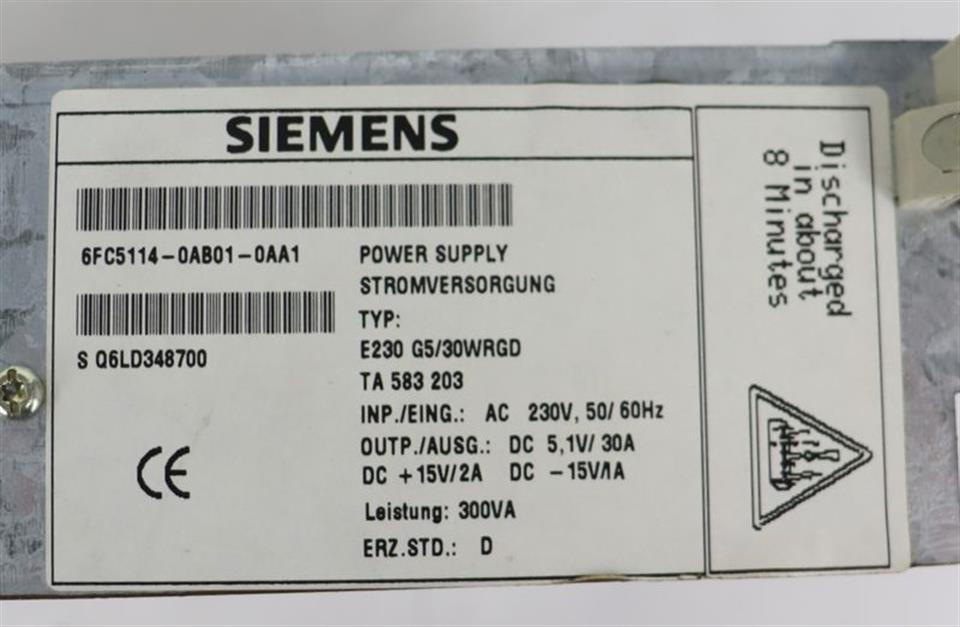 SIEMENS
6FC5114-0AB01-0AA1
S Q6LD348700
CE
POWER SUPPLY
STROMVERSORGUNG
TYP:
E230 G5/30WRGD
TA 583 203
INP./EING.: AC 230V, 50/60Hz
OUTP./AUSG.: DC 5,1V/30A
DC +15V/2A DC -15V/1A
Leistung: 300VA
ERZ.STD.: D
Discharged
in about
8 Minutes